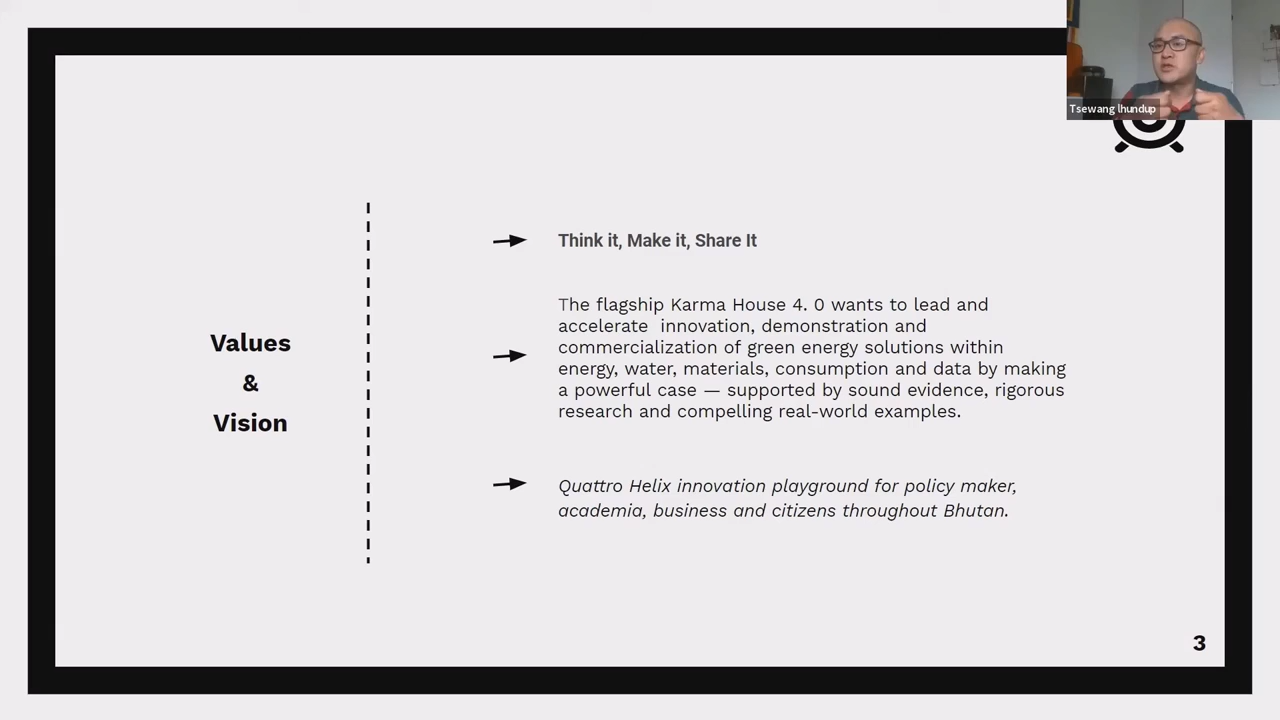 Tsewang lhundup
Think it, Make it, Share It
The flagship Karma House 4. 0 wants to lead and
accelerate  innovation, demonstration and
commercialization of green energy solutions within
energy, water, materials, consumption and data by making
a powerful case — supported by sound evidence, rigorous
research and compelling real-world examples.
Values
&
Vision
Quattro Helix innovation playground for policy maker,
academia, business and citizens throughout Bhutan.
3